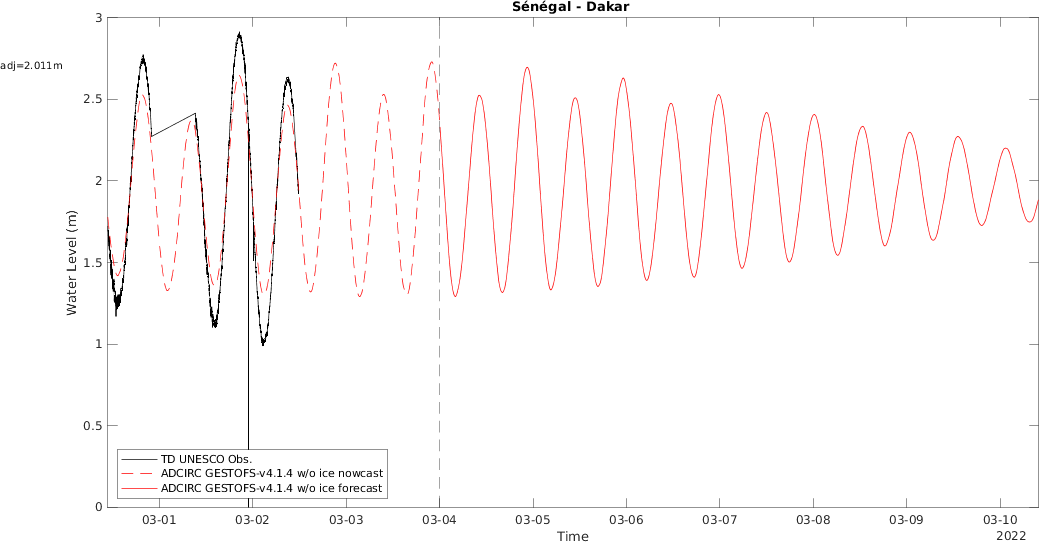 Sénégal - Dakar
adj=2.011m
3
2.5
2
1.5
1
0.5
0
Water Level (m)
TD UNESCO Obs.
ADCIRC GESTOFS-v4.1.4 w/o ice nowcast
ADCIRC GESTOFS-v4.1.4 w/o ice forecast
03-01 03-02 03-03 03-04 03-05 03-06 03-07 03-08 03-09 03-10
Time
2022